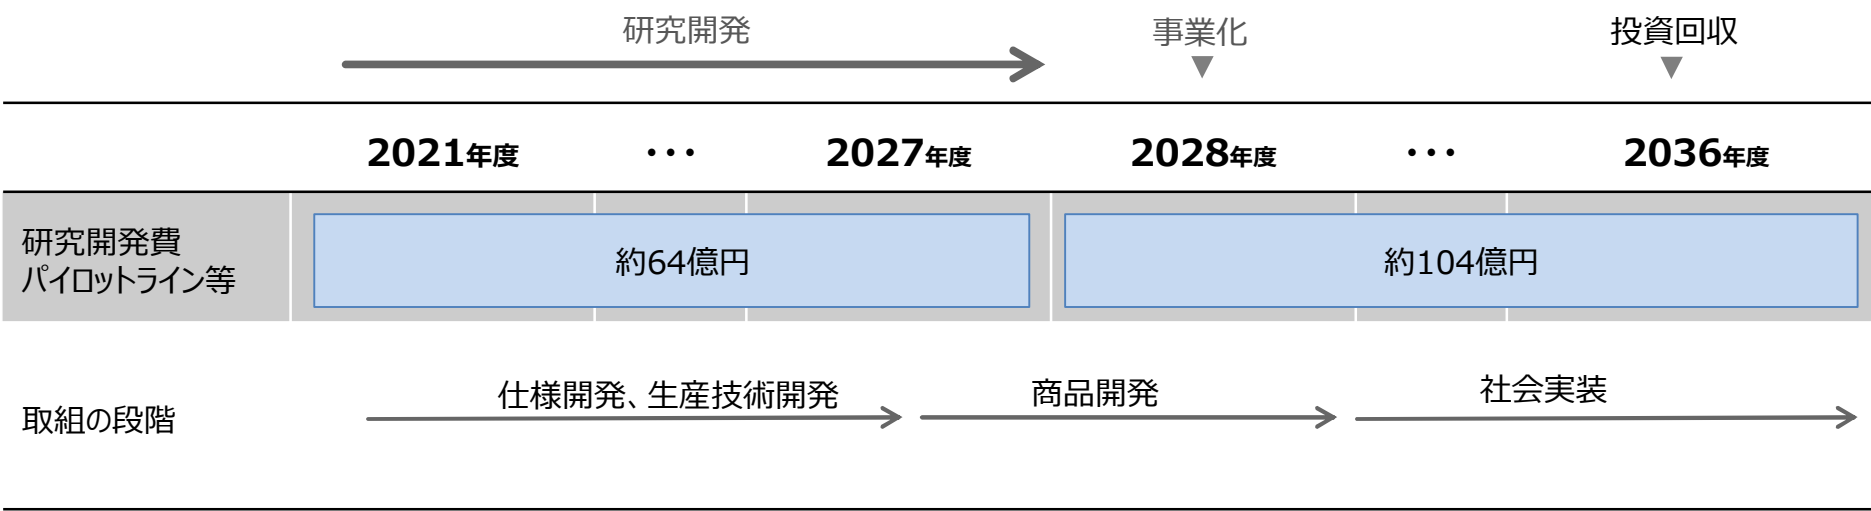 研究開発
事業化
投資回収
2021年度 ・・・ 2027年度 2028年度 ・・・ 2036年度
研究開発費
パイロットライン等
約64億円 約104億円
仕様開発、生産技術開発 商品開発 社会実装
取組の段階